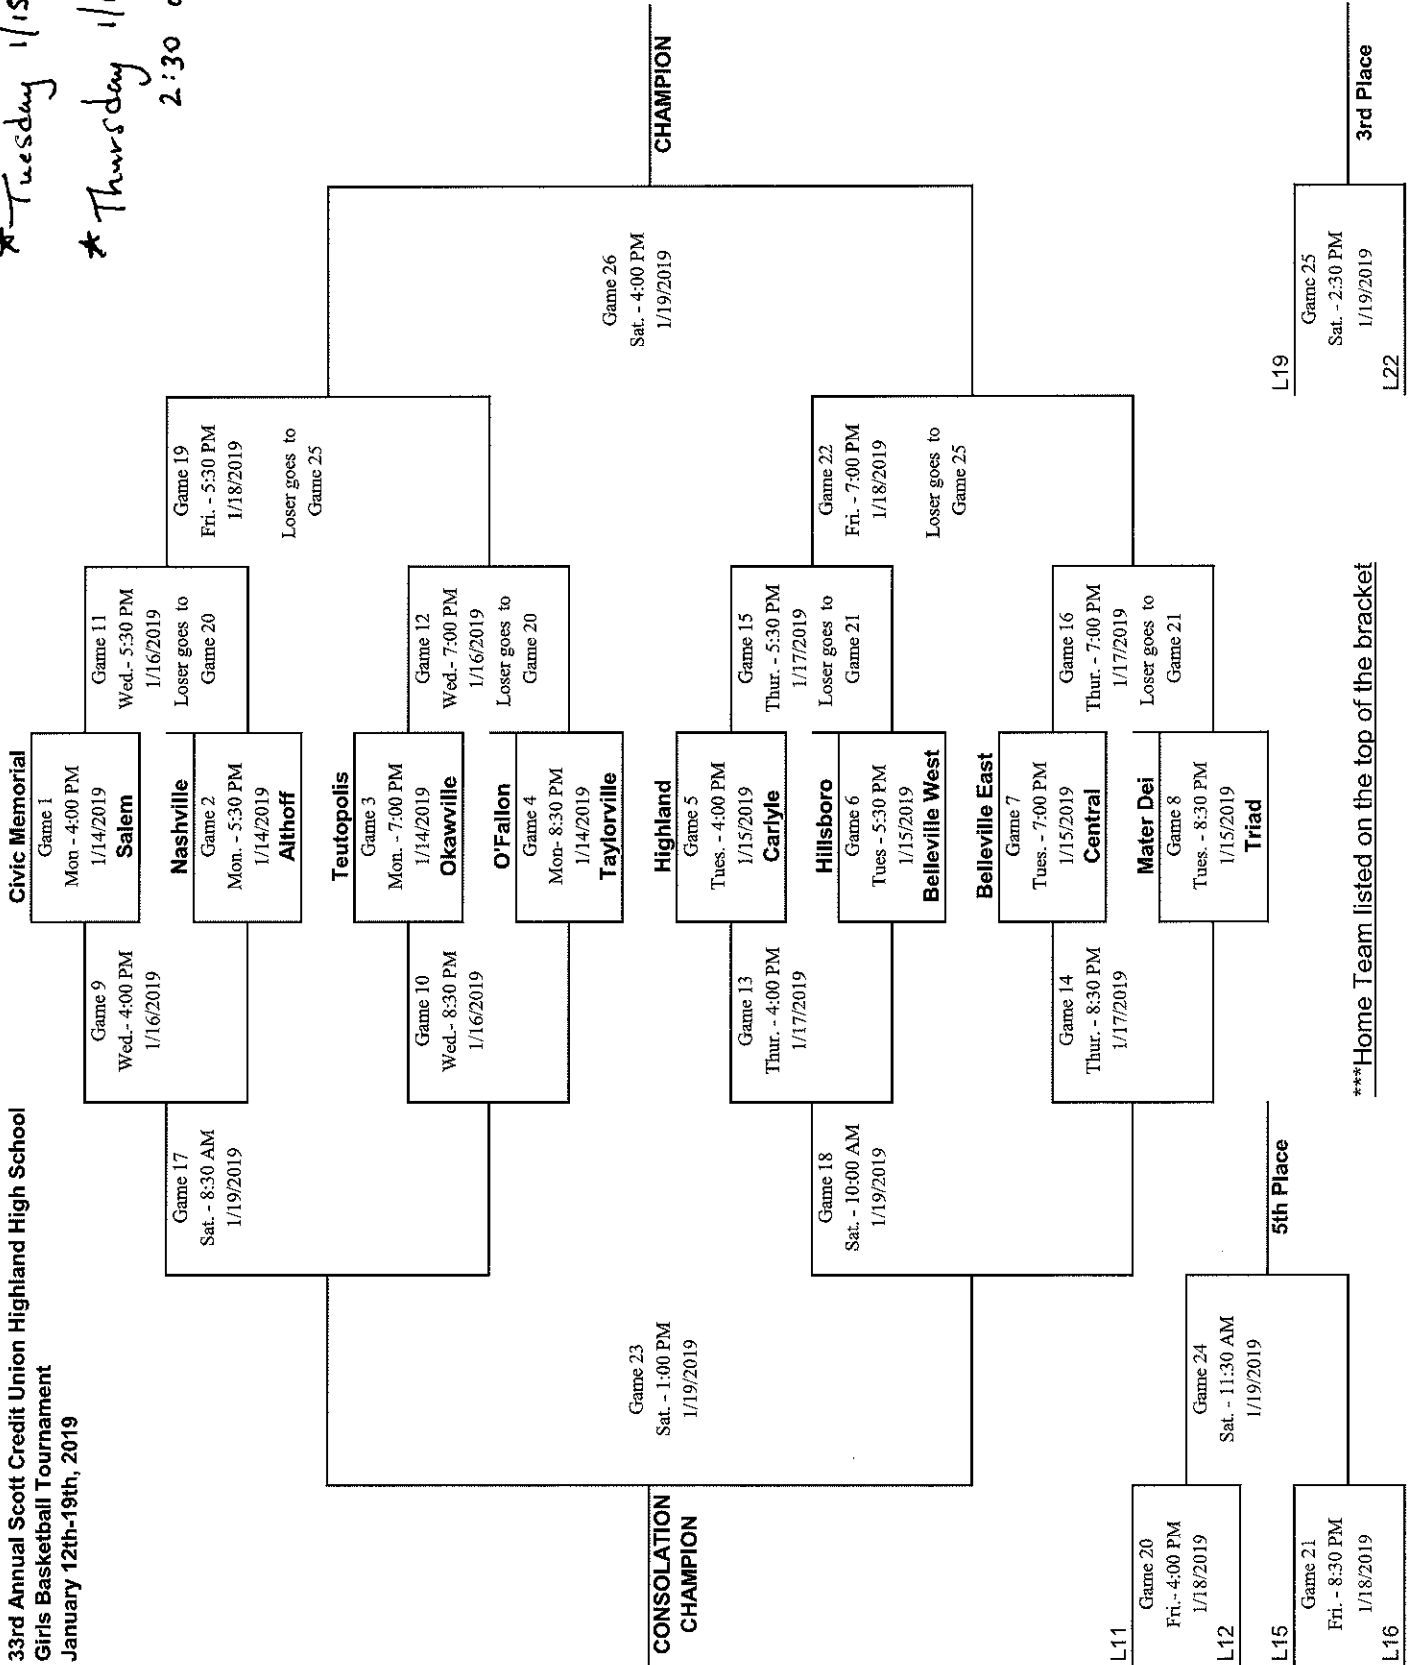 33rd Annual Scott Credit Union Highland High School
Girls Basketball Tournament
January 12th-19th, 2019
* Tuesday
* Thursday
2:30
Civic Memorial
Game 1
Mon - 4:00 PM
1/14/2019
Salem
Nashville
Game 2
Mon. - 5:30 PM
1/14/2019
Althoff
Teutopolis
Game 3
Mon. - 7:00 PM
1/14/2019
Okawville
O'Fallon
Game 4
Mon- 8:30 PM
1/14/2019
Taylorville
Highland
Game 5
Tues. - 4:00 PM
1/15/2019
Carlyle
Hillsboro
Game 6
Tues - 5:30 PM
1/15/2019
Belleville West
Belleville East
Game 7
Tues. - 7:00 PM
1/15/2019
Central
Mater Dei
Game 8
Tues. - 8:30 PM
1/15/2019
Triad
Game 9
Wed.- 4:00 PM
1/16/2019
Game 10
Wed.- 8:30 PM
1/16/2019
Game 13
Thur. - 4:00 PM
1/17/2019
Game 14
Thur. - 8:30 PM
1/17/2019
Game 11
Wed.- 5:30 PM
1/16/2019
Loser goes to
Game 20
Game 12
Wed.- 7:00 PM
1/16/2019
Loser goes to
Game 20
Game 15
Thur. - 5:30 PM
1/17/2019
Loser goes to
Game 21
Game 16
Thur. - 7:00 PM
1/17/2019
Loser goes to
Game 21
Game 17
Sat. - 8:30 AM
1/19/2019
Game 18
Sat. - 10:00 AM
1/19/2019
Game 19
Fri. - 5:30 PM
1/18/2019
Loser goes to
Game 25
Game 22
Fri. - 7:00 PM
1/18/2019
Loser goes to
Game 25
Game 23
Sat. - 1:00 PM
1/19/2019
CONSOLATION
CHAMPION
Game 26
Sat. - 4:00 PM
1/19/2019
CHAMPION
L11
Game 20
Fri.- 4:00 PM
1/18/2019
L12
L15
Game 21
Fri. - 8:30 PM
1/18/2019
L16
Game 24
Sat. - 11:30 AM
1/19/2019
5th Place
***Home Team listed on the top of the bracket
L19
Game 25
Sat. - 2:30 PM
1/19/2019
L22
3rd Place